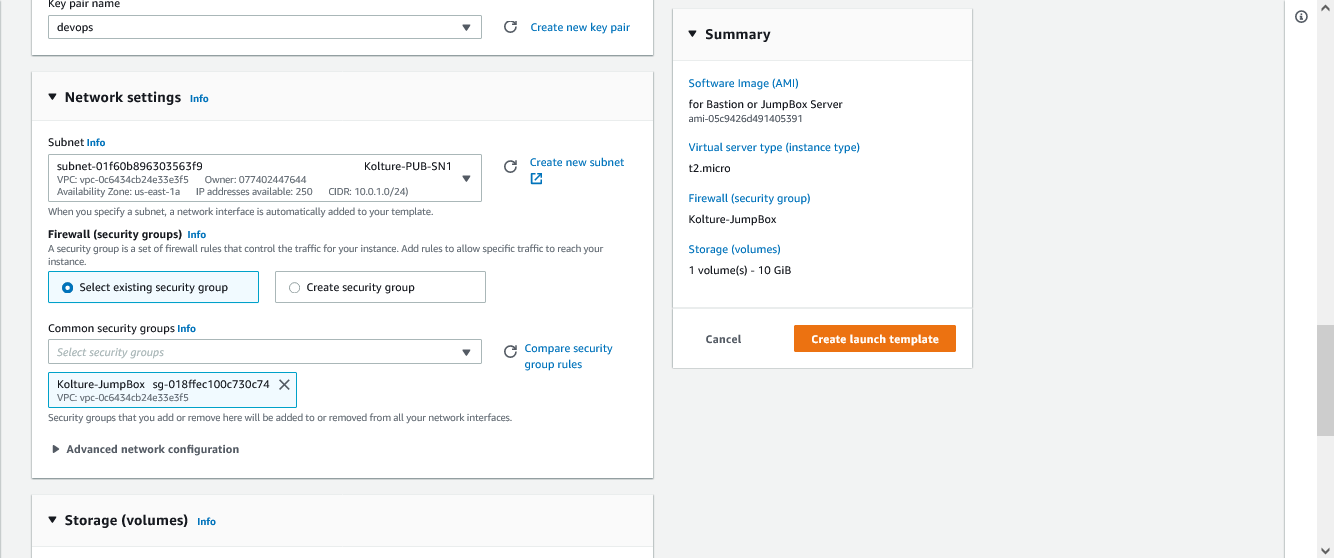 Key pair name
devops
Create new key pair
Network settings Info
Subnet Info
subnet-01f60b896303563f9 Kolture-PUB-SN1
VPC: vpc-0c6434cb24e33e3f5 Owner: 077402447644
Availability Zone: us-east-1a IP addresses available: 250 CIDR: 10.0.1.0/24)
Create new subnet
When you specify a subnet, a network interface is automatically added to your template.
Firewall (security groups) Info
A security group is a set of firewall rules that control the traffic for your instance. Add rules to allow specific traffic to reach your
instance.
Select existing security group
Create security group
Common security groups Info
Select security groups
Compare security
group rules
Kolture-JumpBox sg-018ffec100c730c74
VPC: vpc-0c6434cb24e33e3f5
Security groups that you add or remove here will be added to or removed from all your network interfaces.
Advanced network configuration
Storage (volumes) Info
Summary
Software Image (AMI)
for Bastion or JumpBox Server
ami-05c9426d491405391
Virtual server type (instance type)
t2.micro
Firewall (security group)
Kolture-JumpBox
Storage (volumes)
1 volume(s) - 10 GiB
Cancel
Create launch template